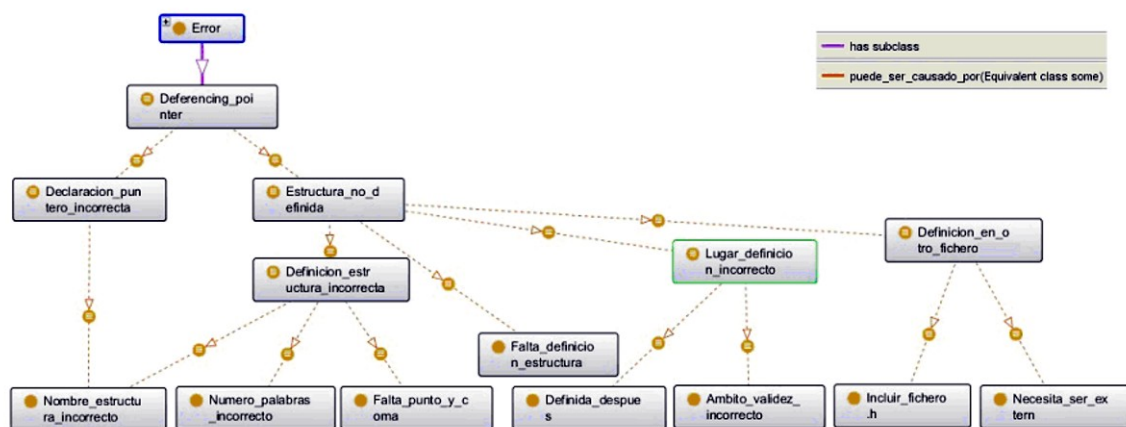 Error
has subclass
puede_ser_causado_por(Equivalent class some)
Deferencing_poi
nter
Declaracion_pun
tero_incorrecta
Estructura_no_d
efinida
Definicion_en_o
tro_fichero
Lugar_definicio
n_incorrecto
Definicion_estr
uctura_incorrecta
Falta_definicio
n_estructura
Nombre_estructu
ra_incorrecto
Numero_palabras
_incorrecto
Falta_punto_y_c
oma
Definida_despue
s
Ambito_validez_
incorrecto
Incluir_fichero
.h
Necesita_ser_ex
tern